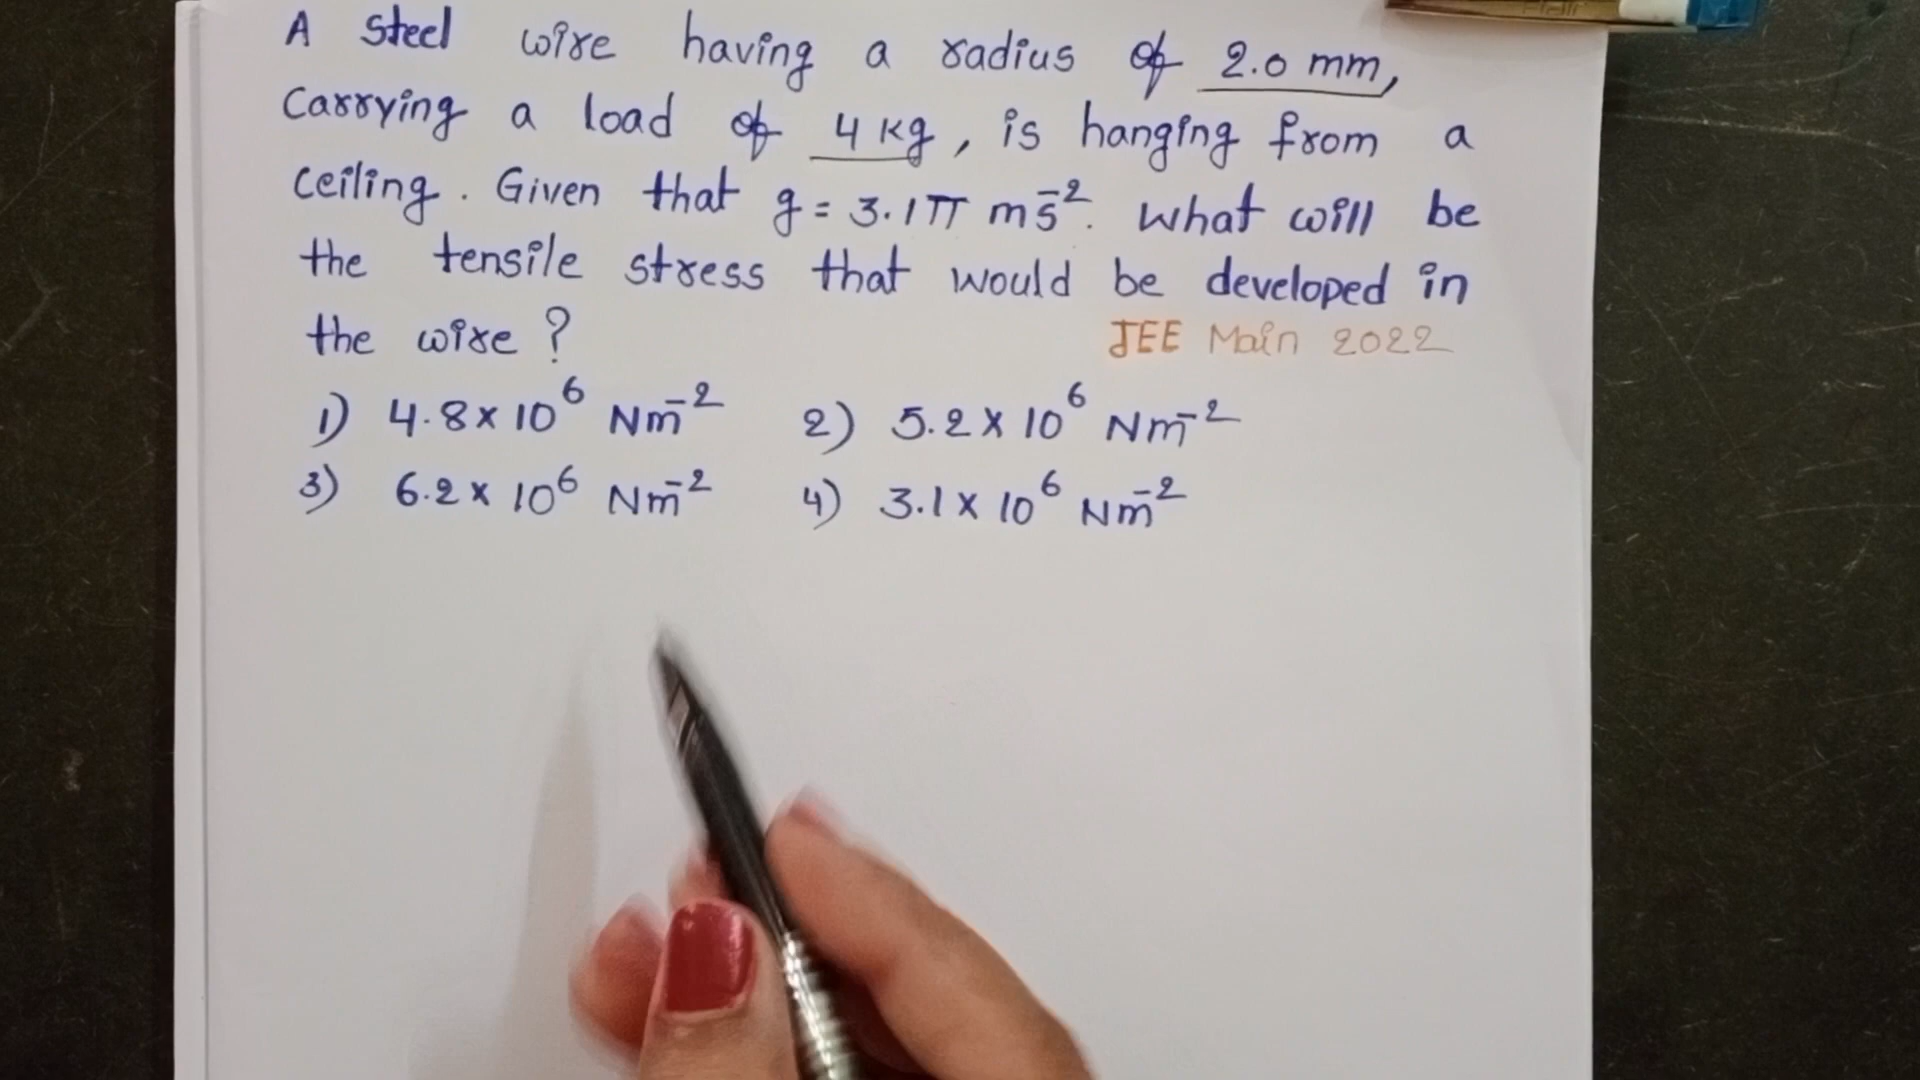 A steel wire having a radius of 2.0 mm,
carrying a load of 4 kg, is hanging from a
ceiling. Given that g = 3.1π ms⁻². What will be
the tensile stress that would be developed in
the wire?
JEE Main 2022
1) 4.8 × 10⁶ Nm⁻² 2) 5.2 × 10⁶ Nm⁻²
3) 6.2 × 10⁶ Nm⁻² 4) 3.1 × 10⁶ Nm⁻²